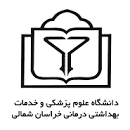 دانشگاه علوم پزشکی و خدمات
بهداشتی درمانی خراسان شمالی